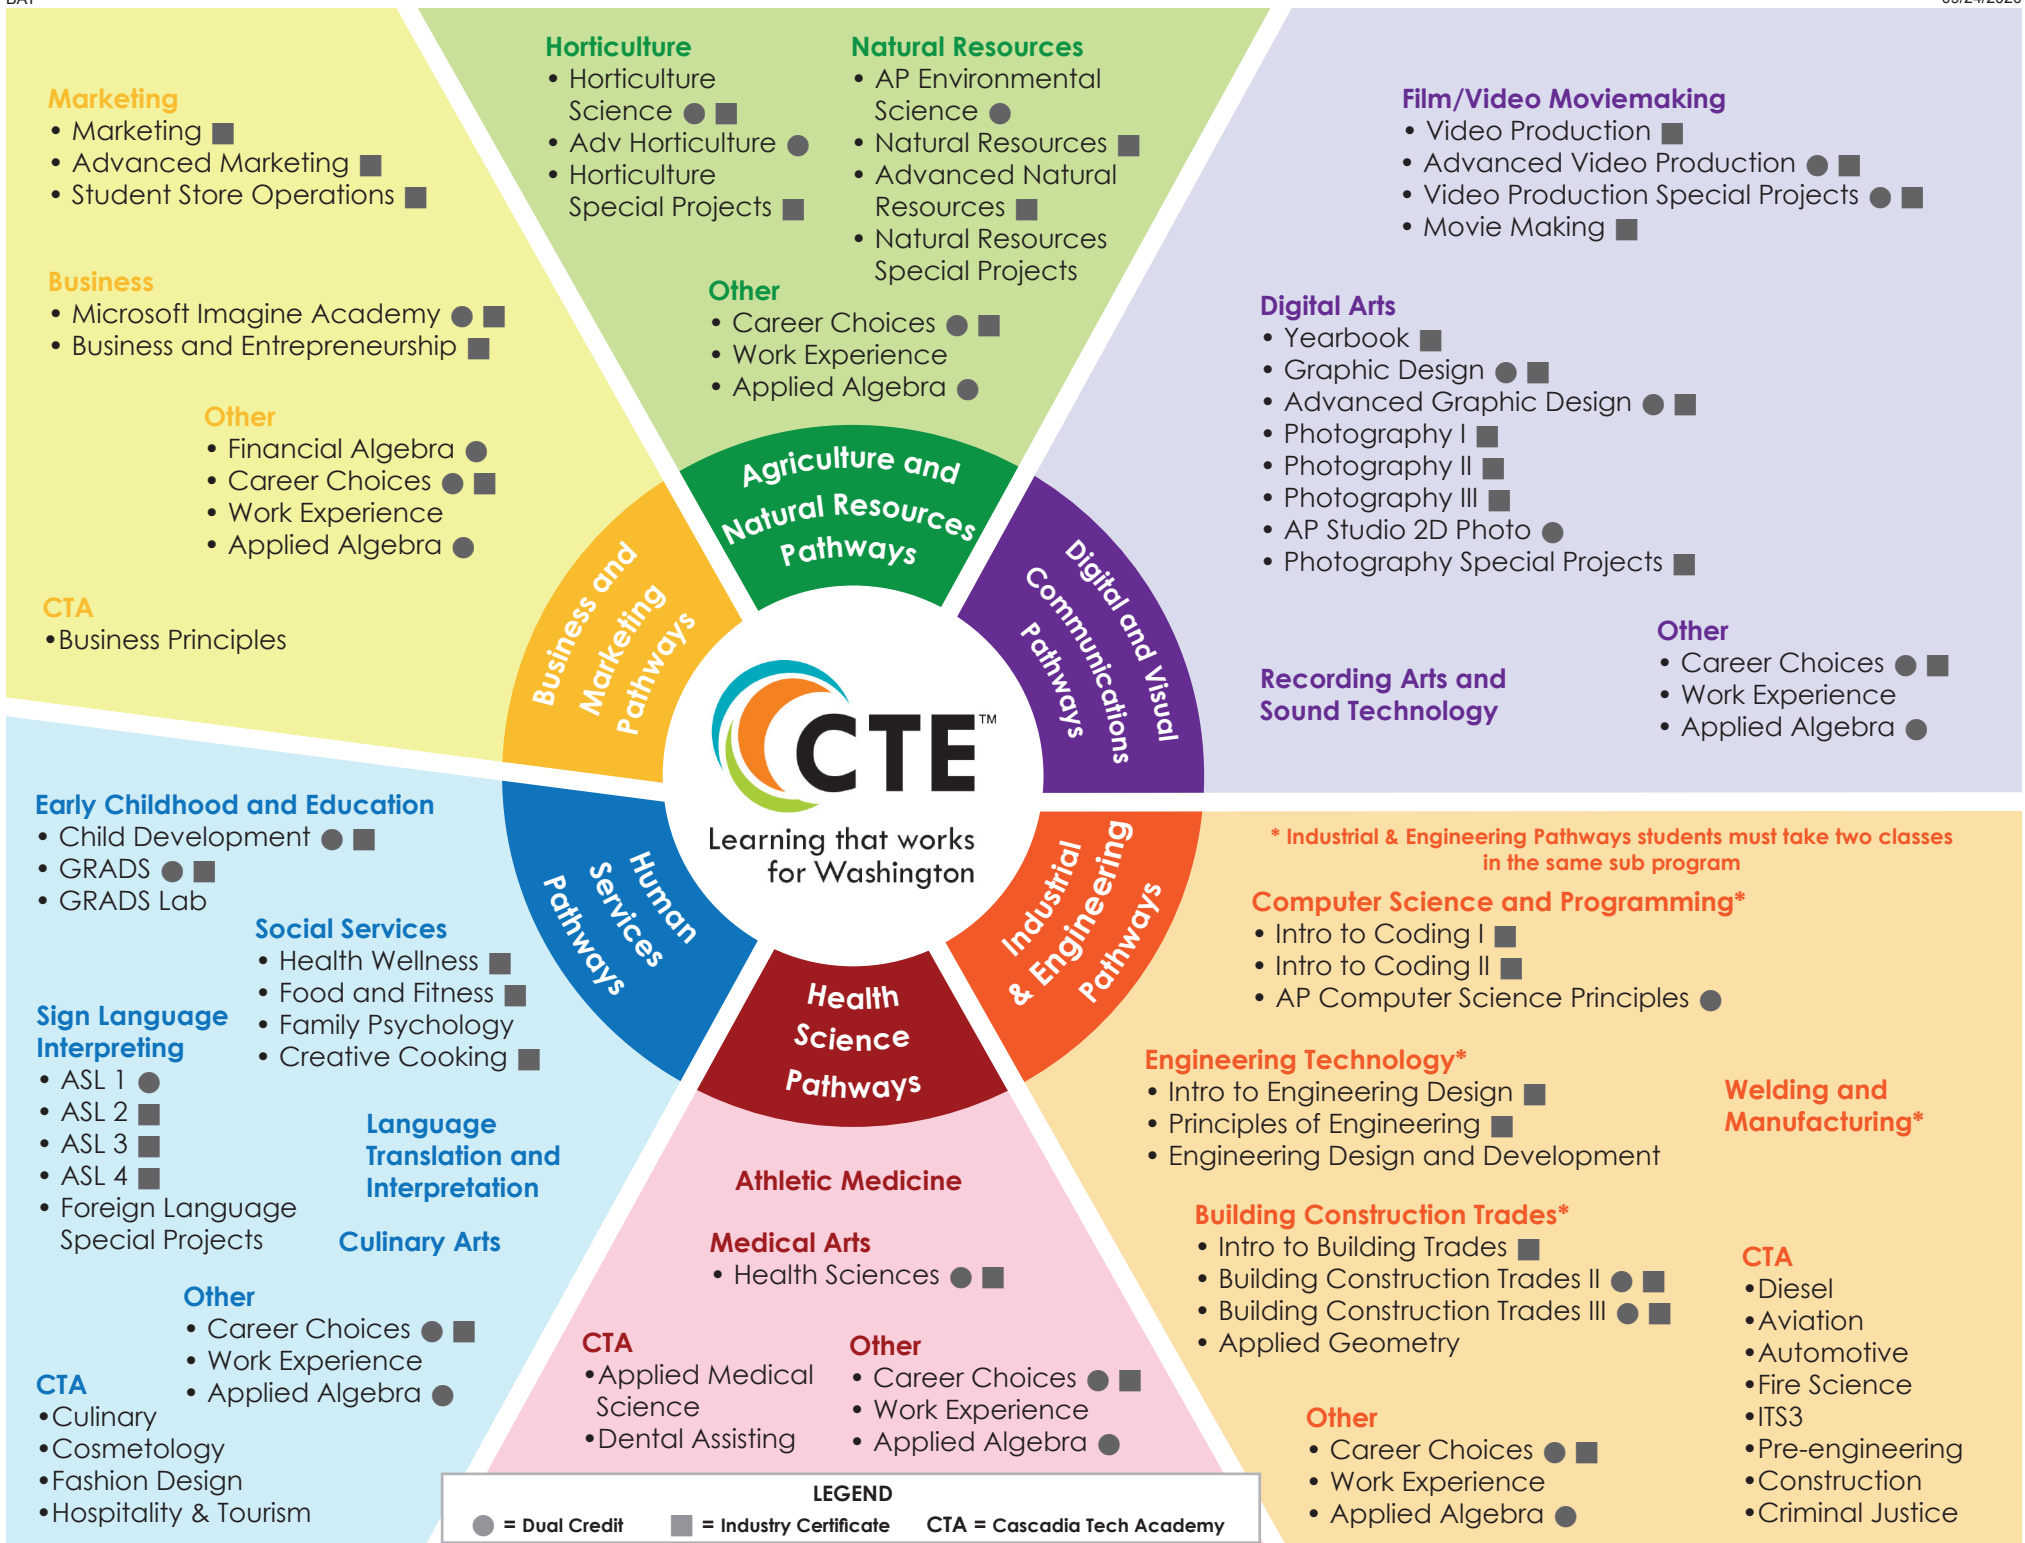 Marketing
• Marketing
• Advanced Marketing
• Student Store Operations
Business
• Microsoft Imagine Academy
• Business and Entrepreneurship
Other
• Financial Algebra
• Career Choices
• Work Experience
• Applied Algebra
CTA
•Business Principles
Business and
Marketing
Pathways
Horticulture
• Horticulture
Science
• Adv Horticulture
• Horticulture
Special Projects
Natural Resources
• AP Environmental
Science
• Natural Resources
• Advanced Natural
Resources
• Natural Resources
Special Projects
Other
• Career Choices
• Work Experience
• Applied Algebra
Agriculture and
Natural Resources
Pathways
Film/Video Moviemaking
• Video Production
• Advanced Video Production
• Video Production Special Projects
• Movie Making
Digital Arts
• Yearbook
• Graphic Design
• Advanced Graphic Design
• Photography I
• Photography II
• Photography III
• AP Studio 2D Photo
• Photography Special Projects
Recording Arts and
Sound Technology
Other
• Career Choices
• Work Experience
• Applied Algebra
Digital and Visual
Communications
Pathways
CTE™
Learning that works
for Washington
Early Childhood and Education
• Child Development
• GRADS
• GRADS Lab
Social Services
• Health Wellness
• Food and Fitness
• Family Psychology
• Creative Cooking
Sign Language
Interpreting
• ASL 1
• ASL 2
• ASL 3
• ASL 4
• Foreign Language
Special Projects
Language
Translation and
Interpretation
Culinary Arts
Other
• Career Choices
• Work Experience
• Applied Algebra
CTA
•Culinary
•Cosmetology
•Fashion Design
•Hospitality & Tourism
Human
Services
Pathways
Health
Science
Pathways
Athletic Medicine
Medical Arts
• Health Sciences
CTA
•Applied Medical
Science
•Dental Assisting
Other
• Career Choices
• Work Experience
• Applied Algebra
Industrial
& Engineering
Pathways
* Industrial & Engineering Pathways students must take two classes
in the same sub program
Computer Science and Programming*
• Intro to Coding I
• Intro to Coding II
• AP Computer Science Principles
Engineering Technology*
• Intro to Engineering Design
• Principles of Engineering
• Engineering Design and Development
Welding and
Manufacturing*
Building Construction Trades*
• Intro to Building Trades
• Building Construction Trades II
• Building Construction Trades III
• Applied Geometry
CTA
•Diesel
•Aviation
•Automotive
•Fire Science
•ITS3
•Pre-engineering
•Construction
•Criminal Justice
Other
• Career Choices
• Work Experience
• Applied Algebra
LEGEND
= Dual Credit = Industry Certificate CTA = Cascadia Tech Academy